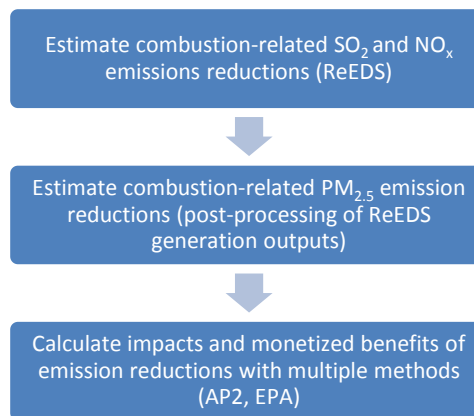 Estimate combustion-related SO₂ and NOₓ
emissions reductions (ReEDS)
Estimate combustion-related PM₂.₅ emission
reductions (post-processing of ReEDS
generation outputs)
Calculate impacts and monetized benefits of
emission reductions with multiple methods
(AP2, EPA)